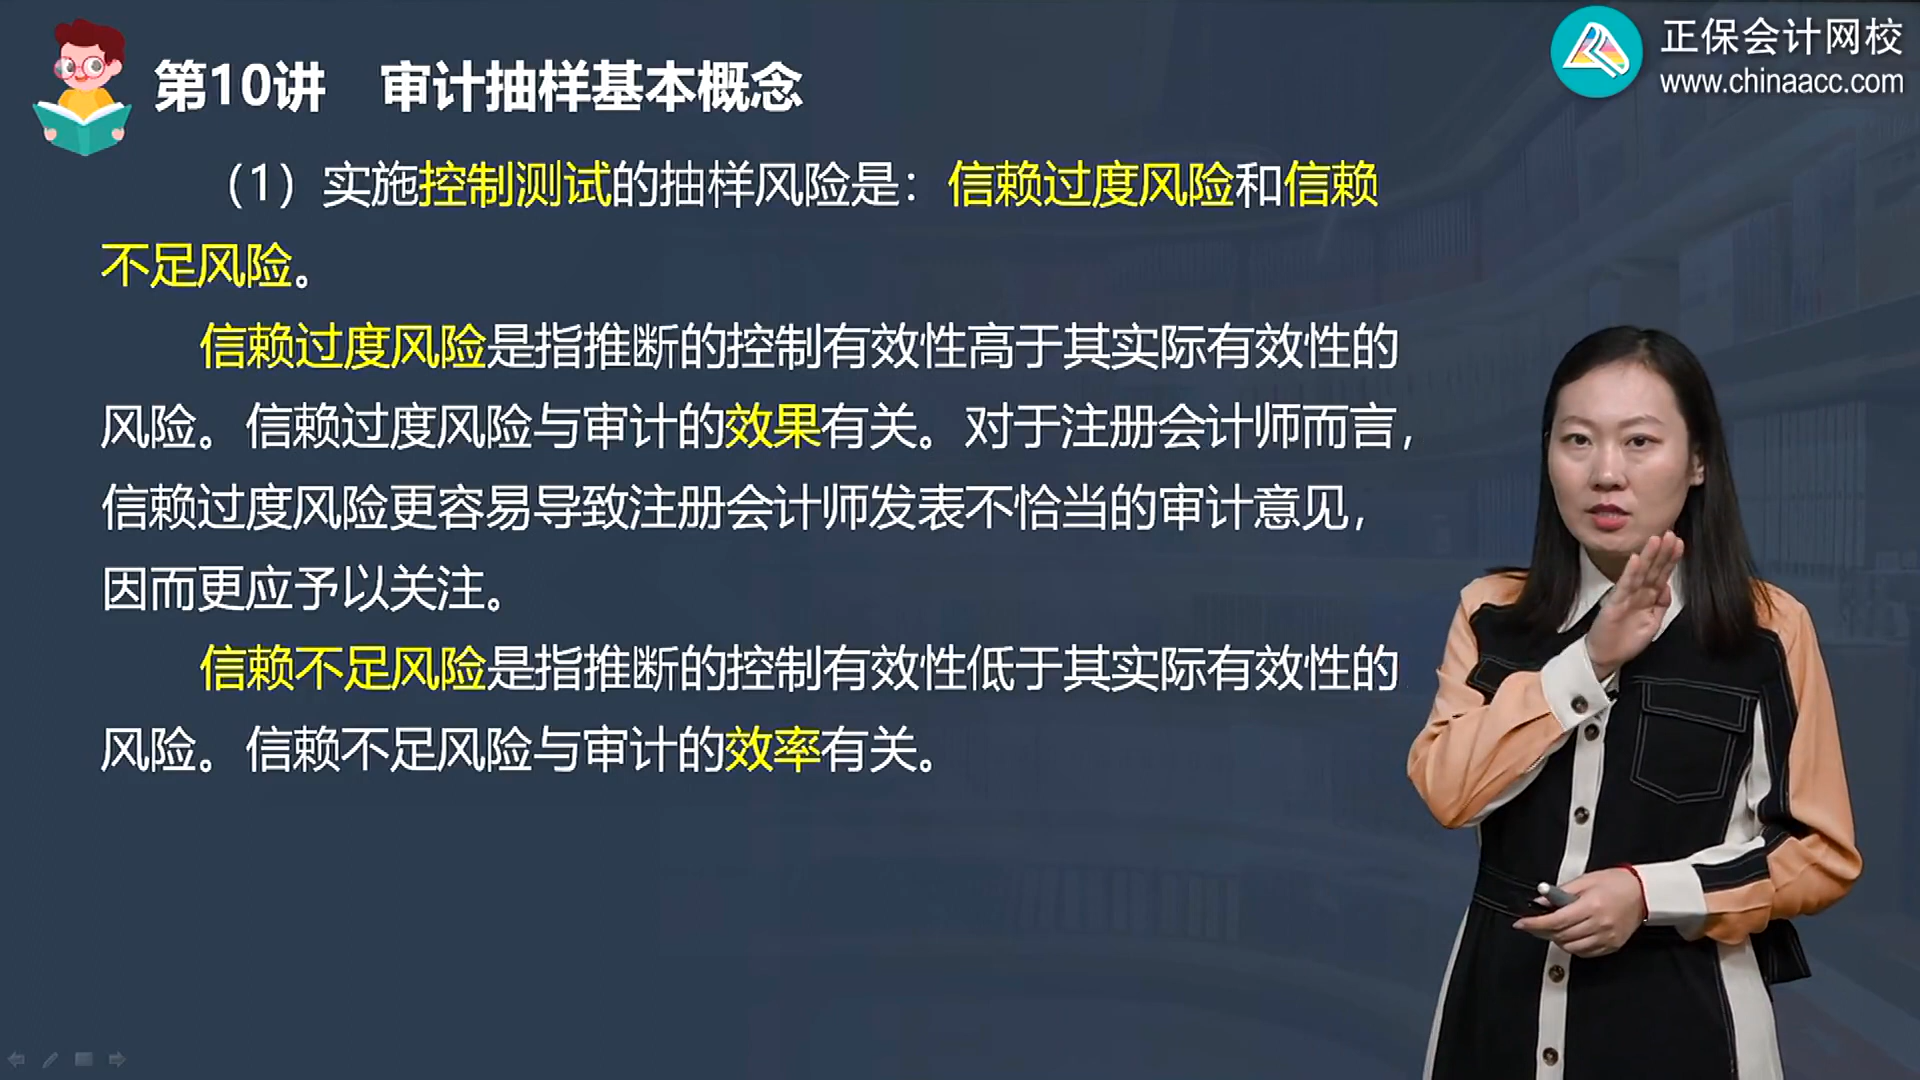 第10讲 审计抽样基本概念
正保会计网校
www.chinaacc.com
（1）实施控制测试的抽样风险是：信赖过度风险和信赖
不足风险。
信赖过度风险是指推断的控制有效性高于其实际有效性的
风险。信赖过度风险与审计的效果有关。对于注册会计师而言，
信赖过度风险更容易导致注册会计师发表不恰当的审计意见，
因而更应予以关注。
信赖不足风险是指推断的控制有效性低于其实际有效性的
风险。信赖不足风险与审计的效率有关。